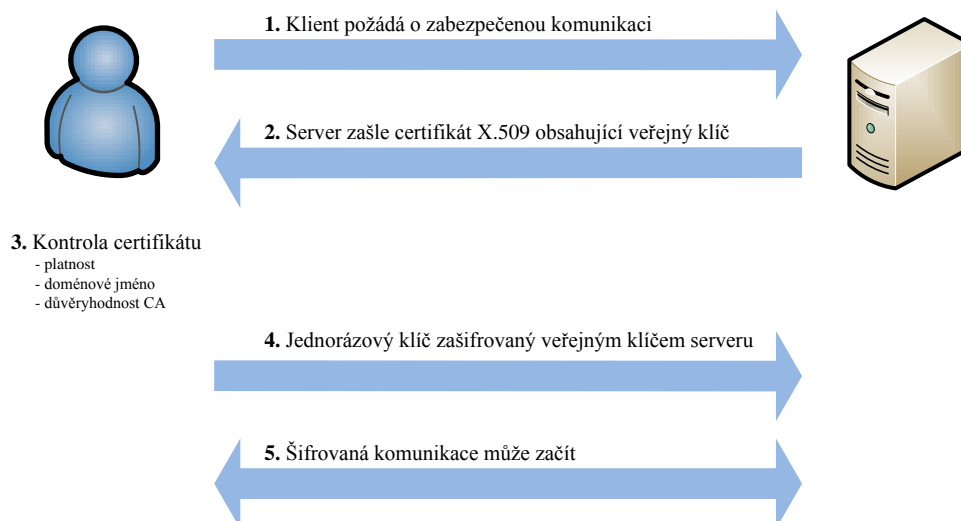 1. Klient požádá o zabezpečenou komunikaci
2. Server zašle certifikát X.509 obsahující veřejný klíč
3. Kontrola certifikátu
- platnost
- doménové jméno
- důvěryhodnost CA
4. Jednorázový klíč zašifrovaný veřejným klíčem serveru
5. Šifrovaná komunikace může začít